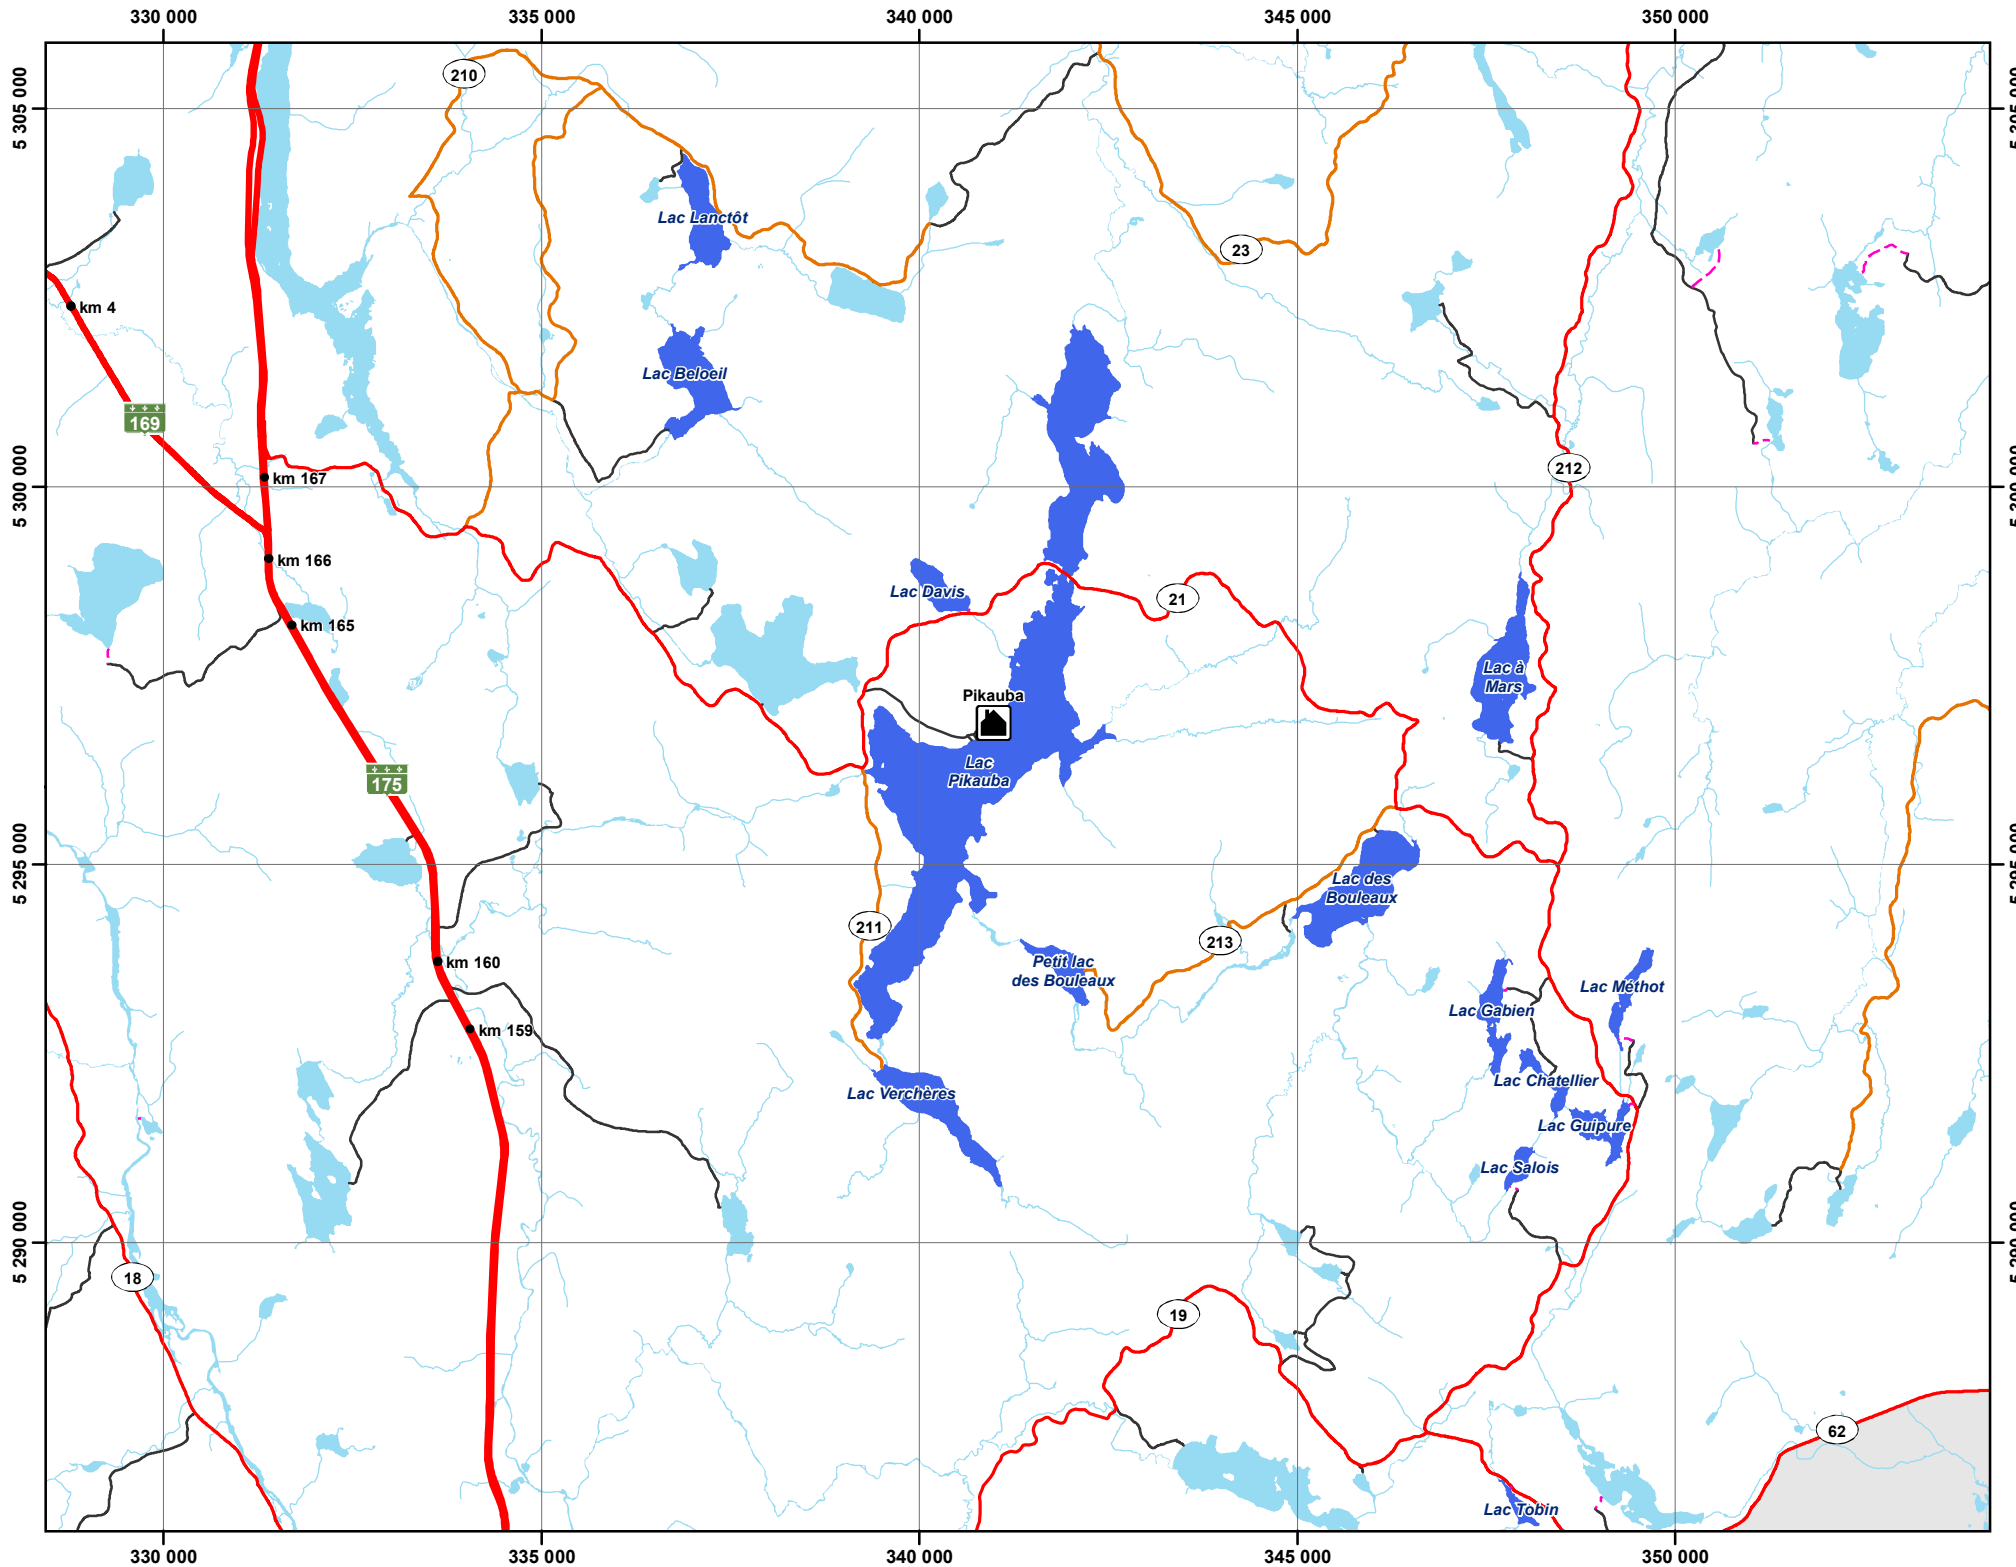 330 000
335 000
340 000
345 000
350 000
210
5 305 000
Lac Lanctôt
23
km 4
Lac Beloeil
169
212
km 167
5 300 000
km 166
Lac Davis
21
km 165
Lac à
Mars
Pikauba
Lac
Pikauba
175
5 295 000
Lac des
Bouleaux
211
213
km 160
Petit lac
des Bouleaux
Lac Méthot
Lac Gabien
km 159
Lac Chatellier
Lac Verchères
Lac Guipure
Lac Salois
5 290 000
18
19
62
Lac Tobin
330 000
335 000
340 000
345 000
350 000